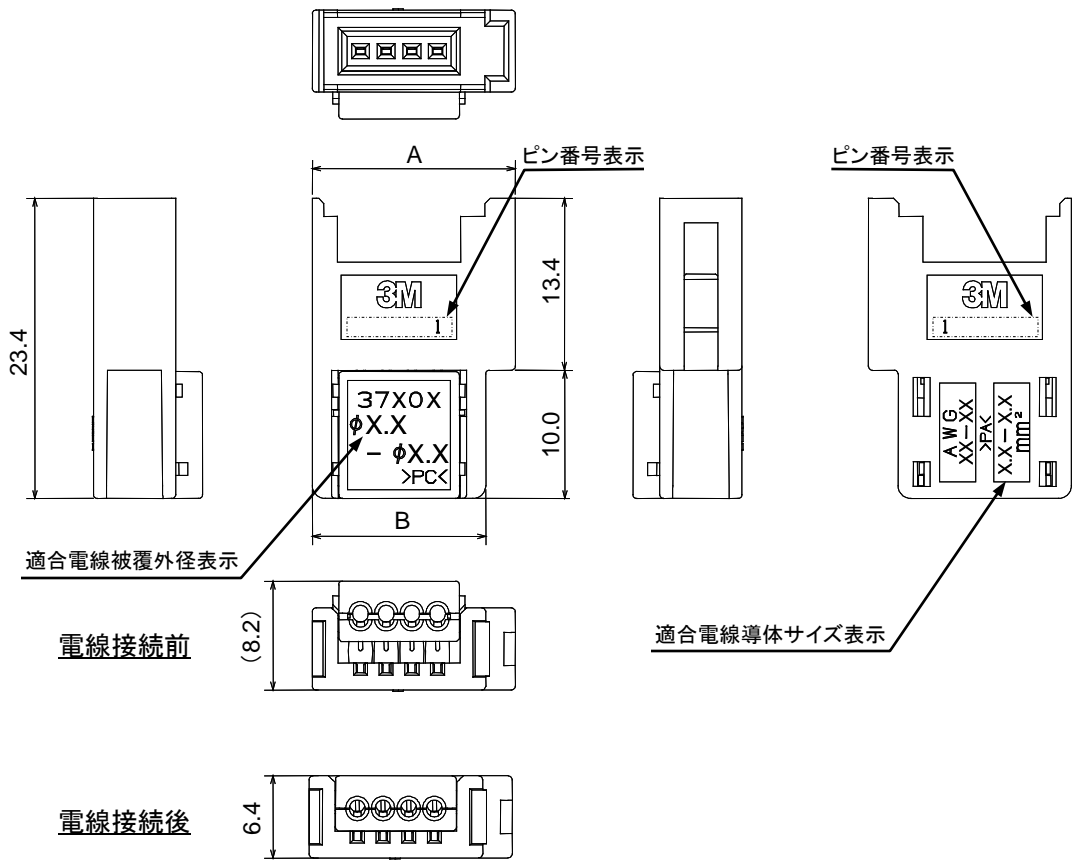 A
ピン番号表示
ピン番号表示
23.4
13.4
10.0
3M
1
3M
1
37X0X
φX.X
– φX.X
>PC<
AWG
XX-XX
>PA<
X.X-X.X
mm²
B
適合電線被覆外径表示
適合電線導体サイズ表示
電線接続前
(8.2)
電線接続後
6.4